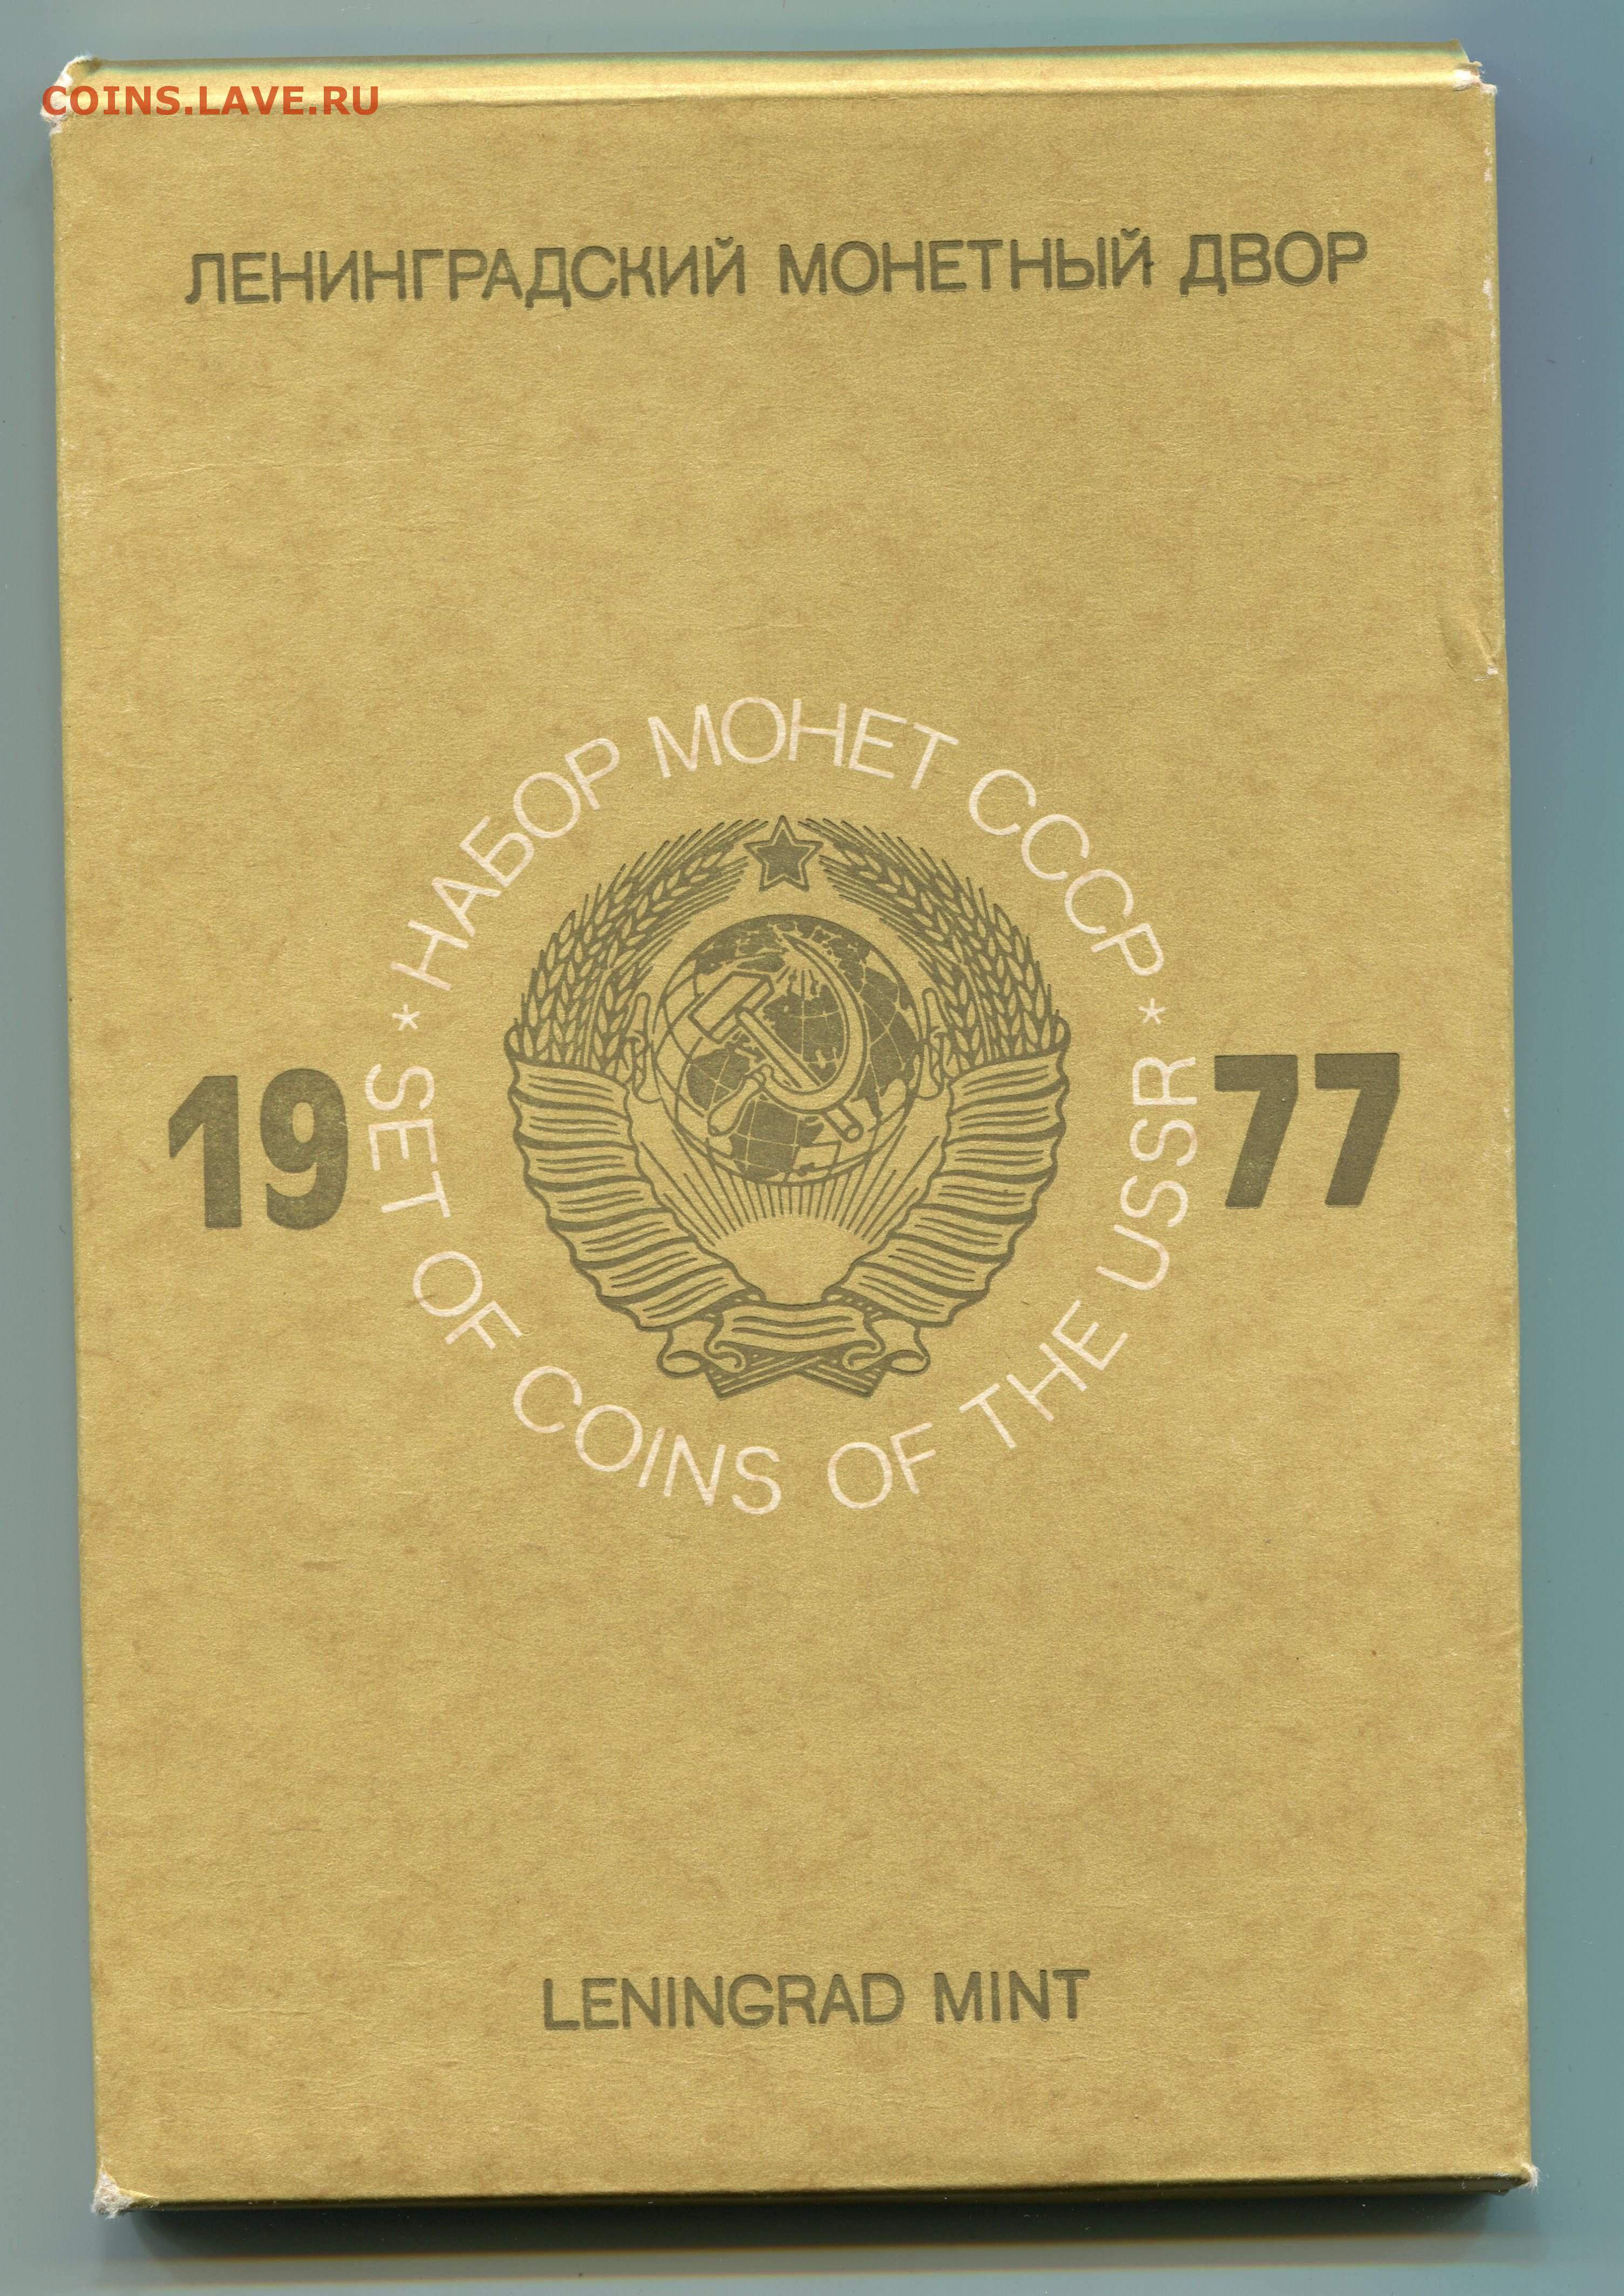 COINS.LAVE.RU
ЛЕНИНГРАДСКИЙ МОНЕТНЫЙ ДВОР
* НАБОР МОНЕТ СССР *
19 77
SET OF COINS OF THE USSR
LENINGRAD MINT